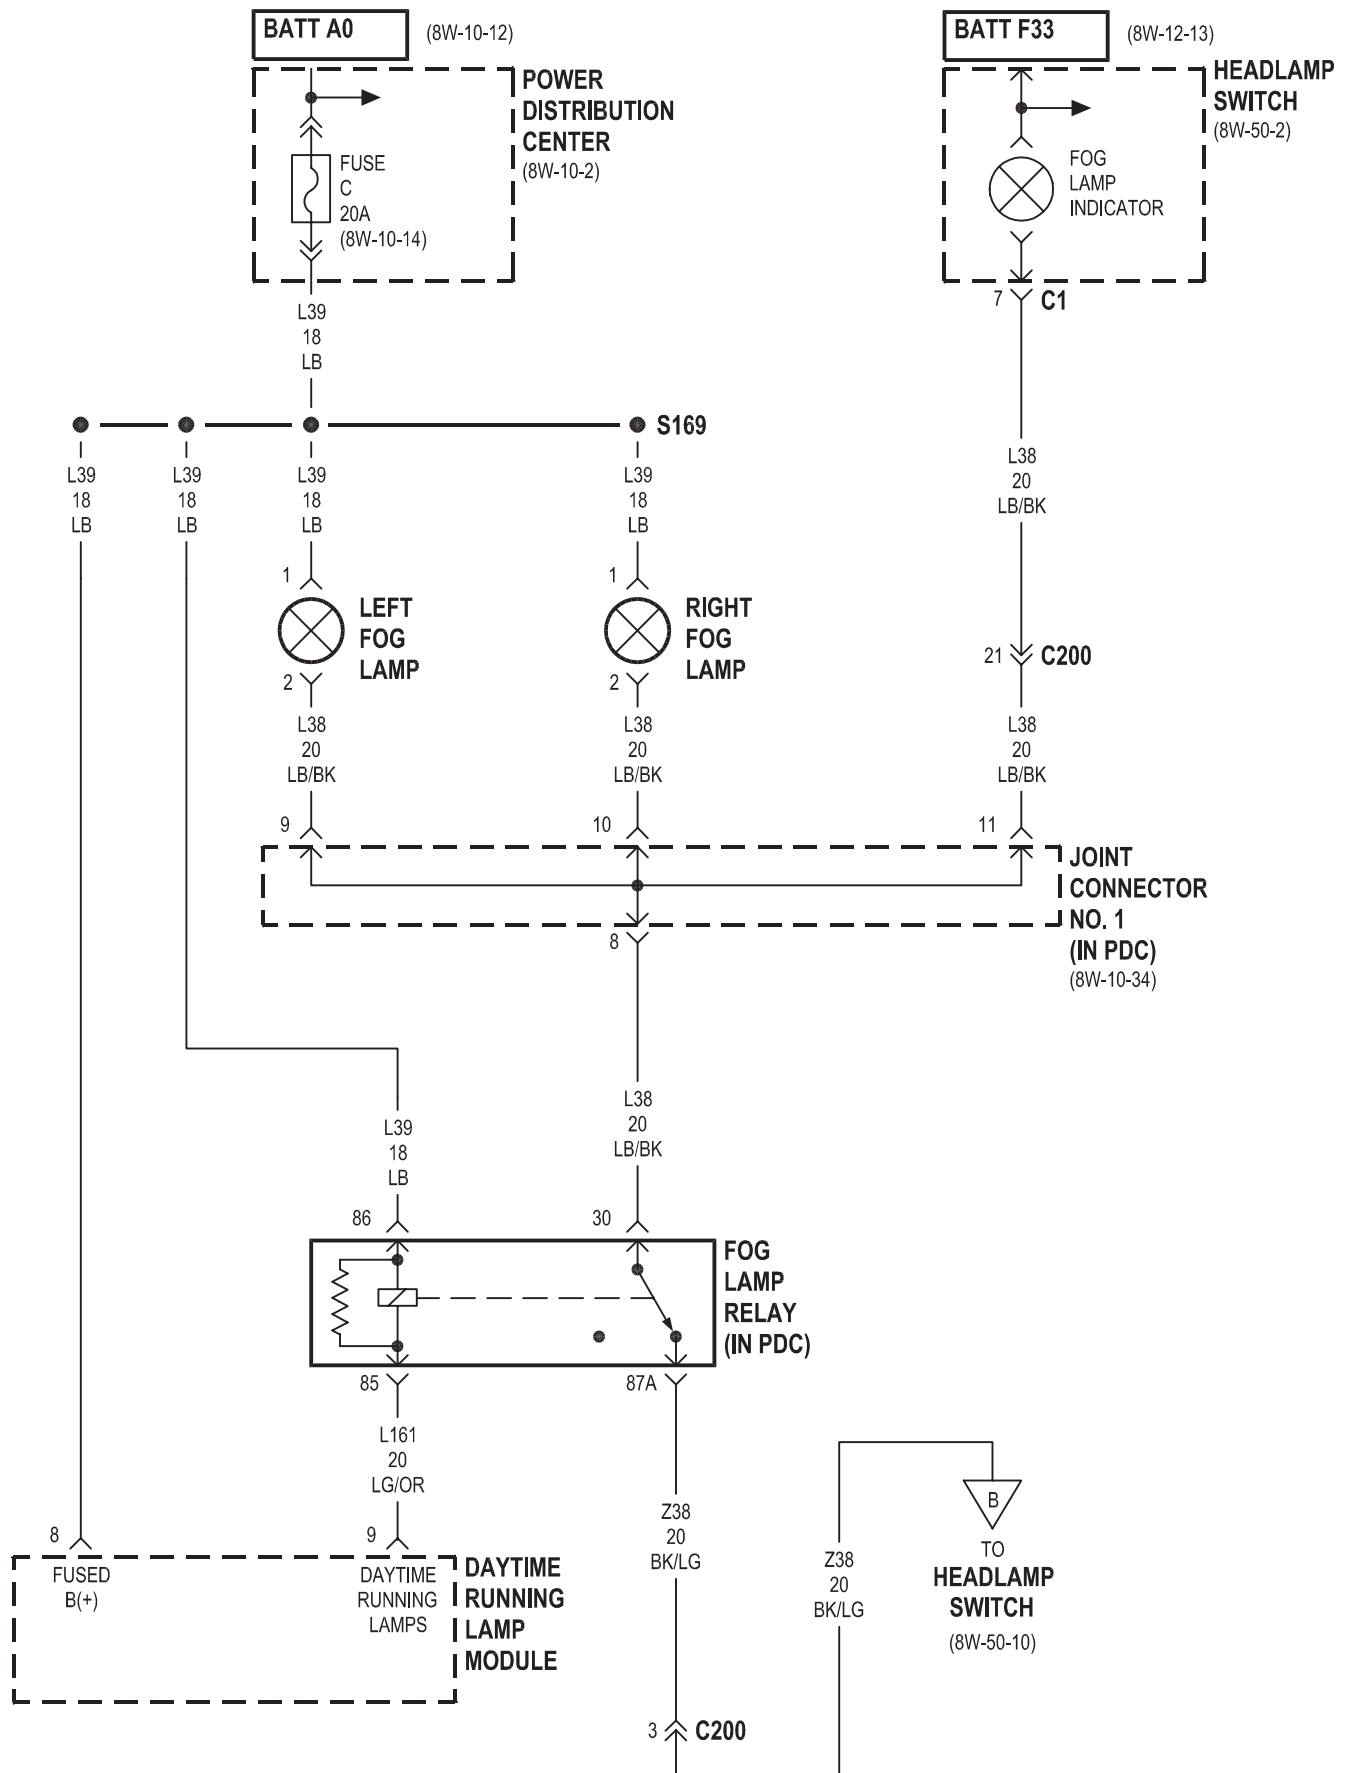 BATT A0
(8W-10-12)
BATT F33
(8W-12-13)
POWER
DISTRIBUTION
CENTER
(8W-10-2)
HEADLAMP
SWITCH
(8W-50-2)
FUSE
C
20A
(8W-10-14)
FOG
LAMP
INDICATOR
7
C1
L39
18
LB
S169
L39
18
LB
L39
18
LB
L39
18
LB
L39
18
LB
L38
20
LB/BK
1
LEFT
FOG
LAMP
2
1
RIGHT
FOG
LAMP
2
21
C200
L38
20
LB/BK
L38
20
LB/BK
L38
20
LB/BK
9
10
11
JOINT
CONNECTOR
NO. 1
(IN PDC)
(8W-10-34)
8
L39
18
LB
L38
20
LB/BK
86
30
FOG
LAMP
RELAY
(IN PDC)
85
87A
L161
20
LG/OR
Z38
20
BK/LG
B
TO
HEADLAMP
SWITCH
(8W-50-10)
Z38
20
BK/LG
8
9
FUSED
B(+)
DAYTIME
RUNNING
LAMPS
DAYTIME
RUNNING
LAMP
MODULE
3
C200